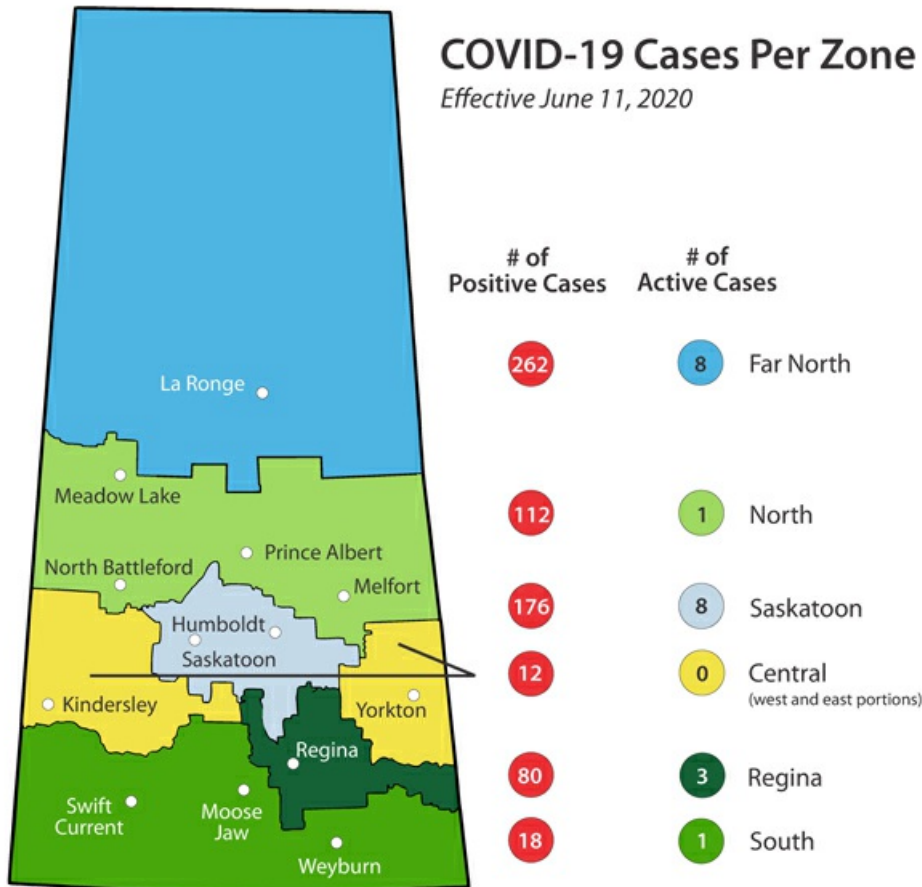 COVID-19 Cases Per Zone
Effective June 11, 2020
# of
Positive Cases
# of
Active Cases
262
8
Far North
112
1
North
176
8
Saskatoon
12
0
Central
(west and east portions)
80
3
Regina
18
1
South
La Ronge
Meadow Lake
Prince Albert
North Battleford
Melfort
Humboldt
Saskatoon
Kindersley
Yorkton
Regina
Swift
Current
Moose
Jaw
Weyburn